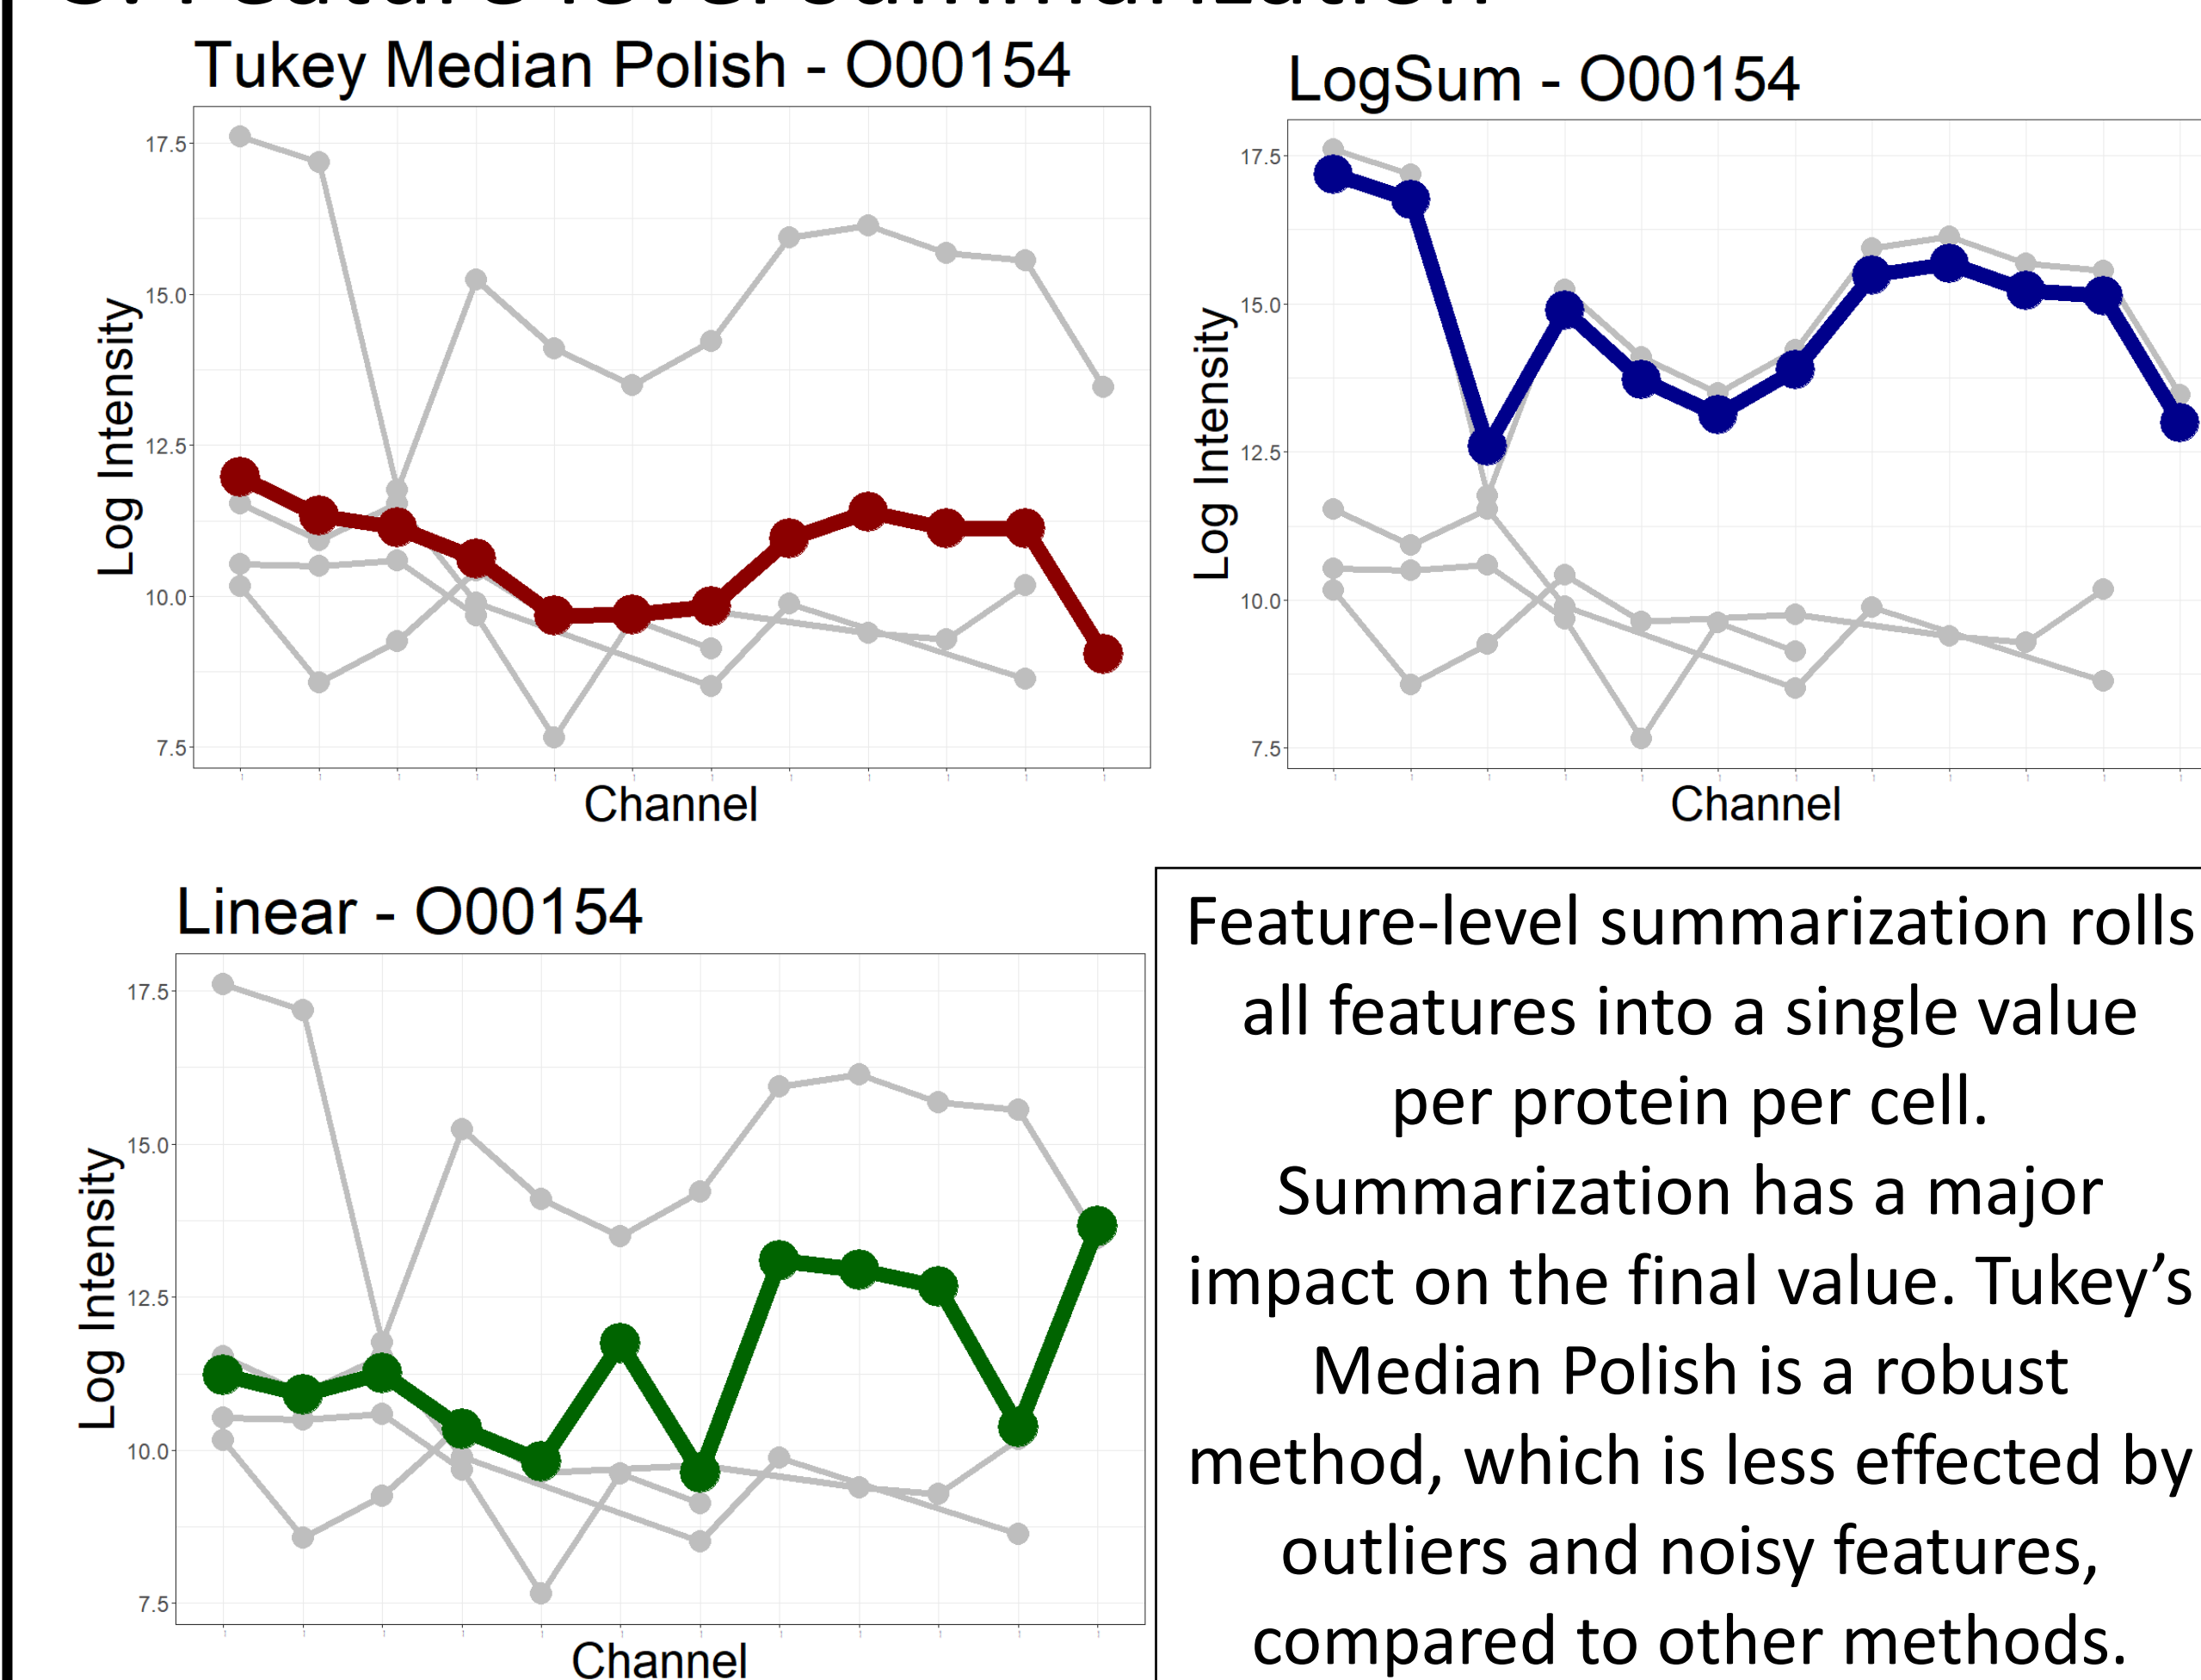 Tukey Median Polish - O00154
17.5
15.0
12.5
10.0
7.5
Log Intensity
Channel
LogSum - O00154
17.5
15.0
12.5
10.0
7.5
Log Intensity
Channel
Linear - O00154
17.5
15.0
12.5
10.0
7.5
Log Intensity
Channel
Feature-level summarization rolls
all features into a single value
per protein per cell.
Summarization has a major
impact on the final value. Tukey’s
Median Polish is a robust
method, which is less effected by
outliers and noisy features,
compared to other methods.